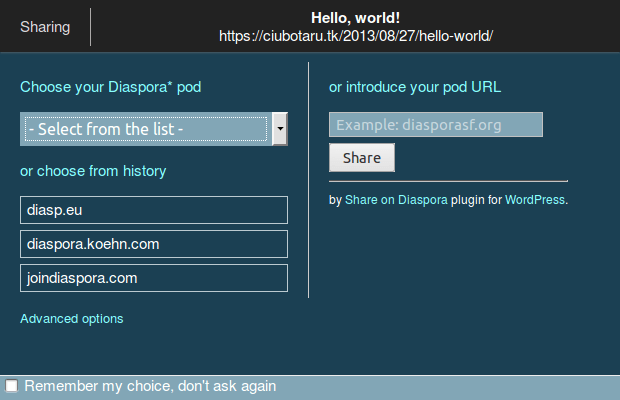 Sharing
Hello, world!
https://ciubotaru.tk/2013/08/27/hello-world/
Choose your Diaspora* pod
- Select from the list -
or choose from history
diasp.eu
diaspora.koehn.com
joindiaspora.com
Advanced options
or introduce your pod URL
Example: diasporasf.org
Share
by Share on Diaspora plugin for WordPress.
Remember my choice, don't ask again